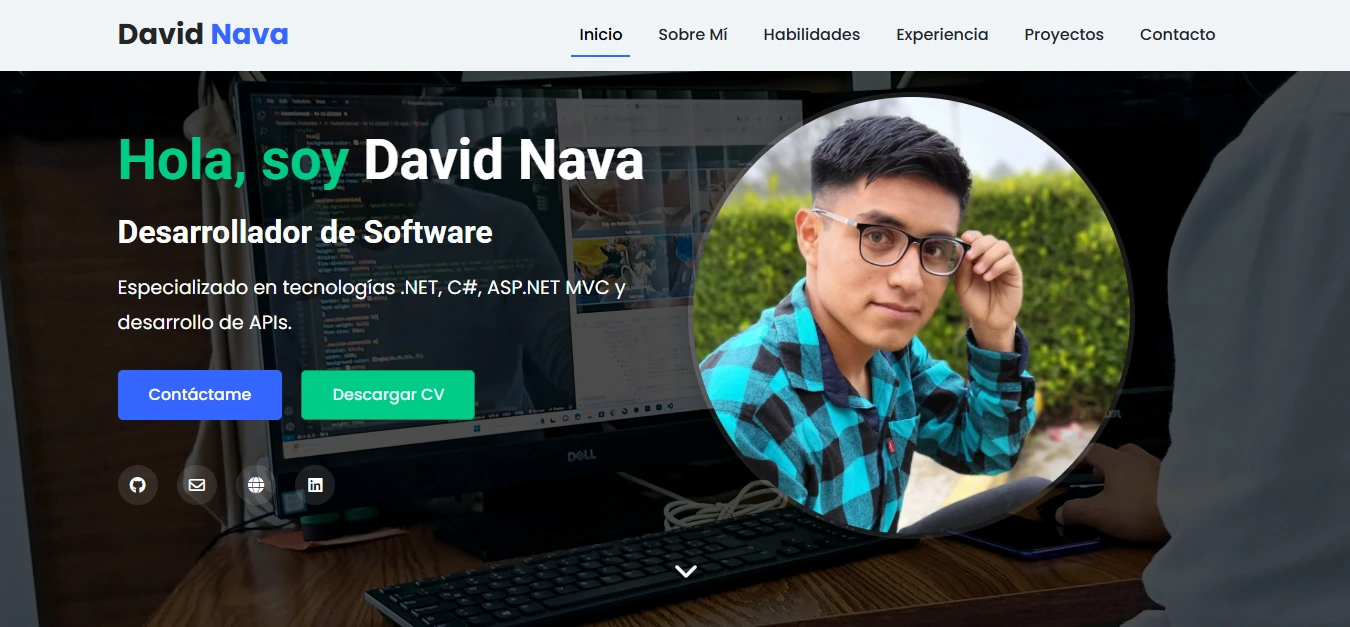 David Nava
Inicio
Sobre Mí
Habilidades
Experiencia
Proyectos
Contacto
Hola, soy David Nava
Desarrollador de Software
Especializado en tecnologías .NET, C#, ASP.NET MVC y
desarrollo de APIs.
Contáctame
Descargar CV
DELL